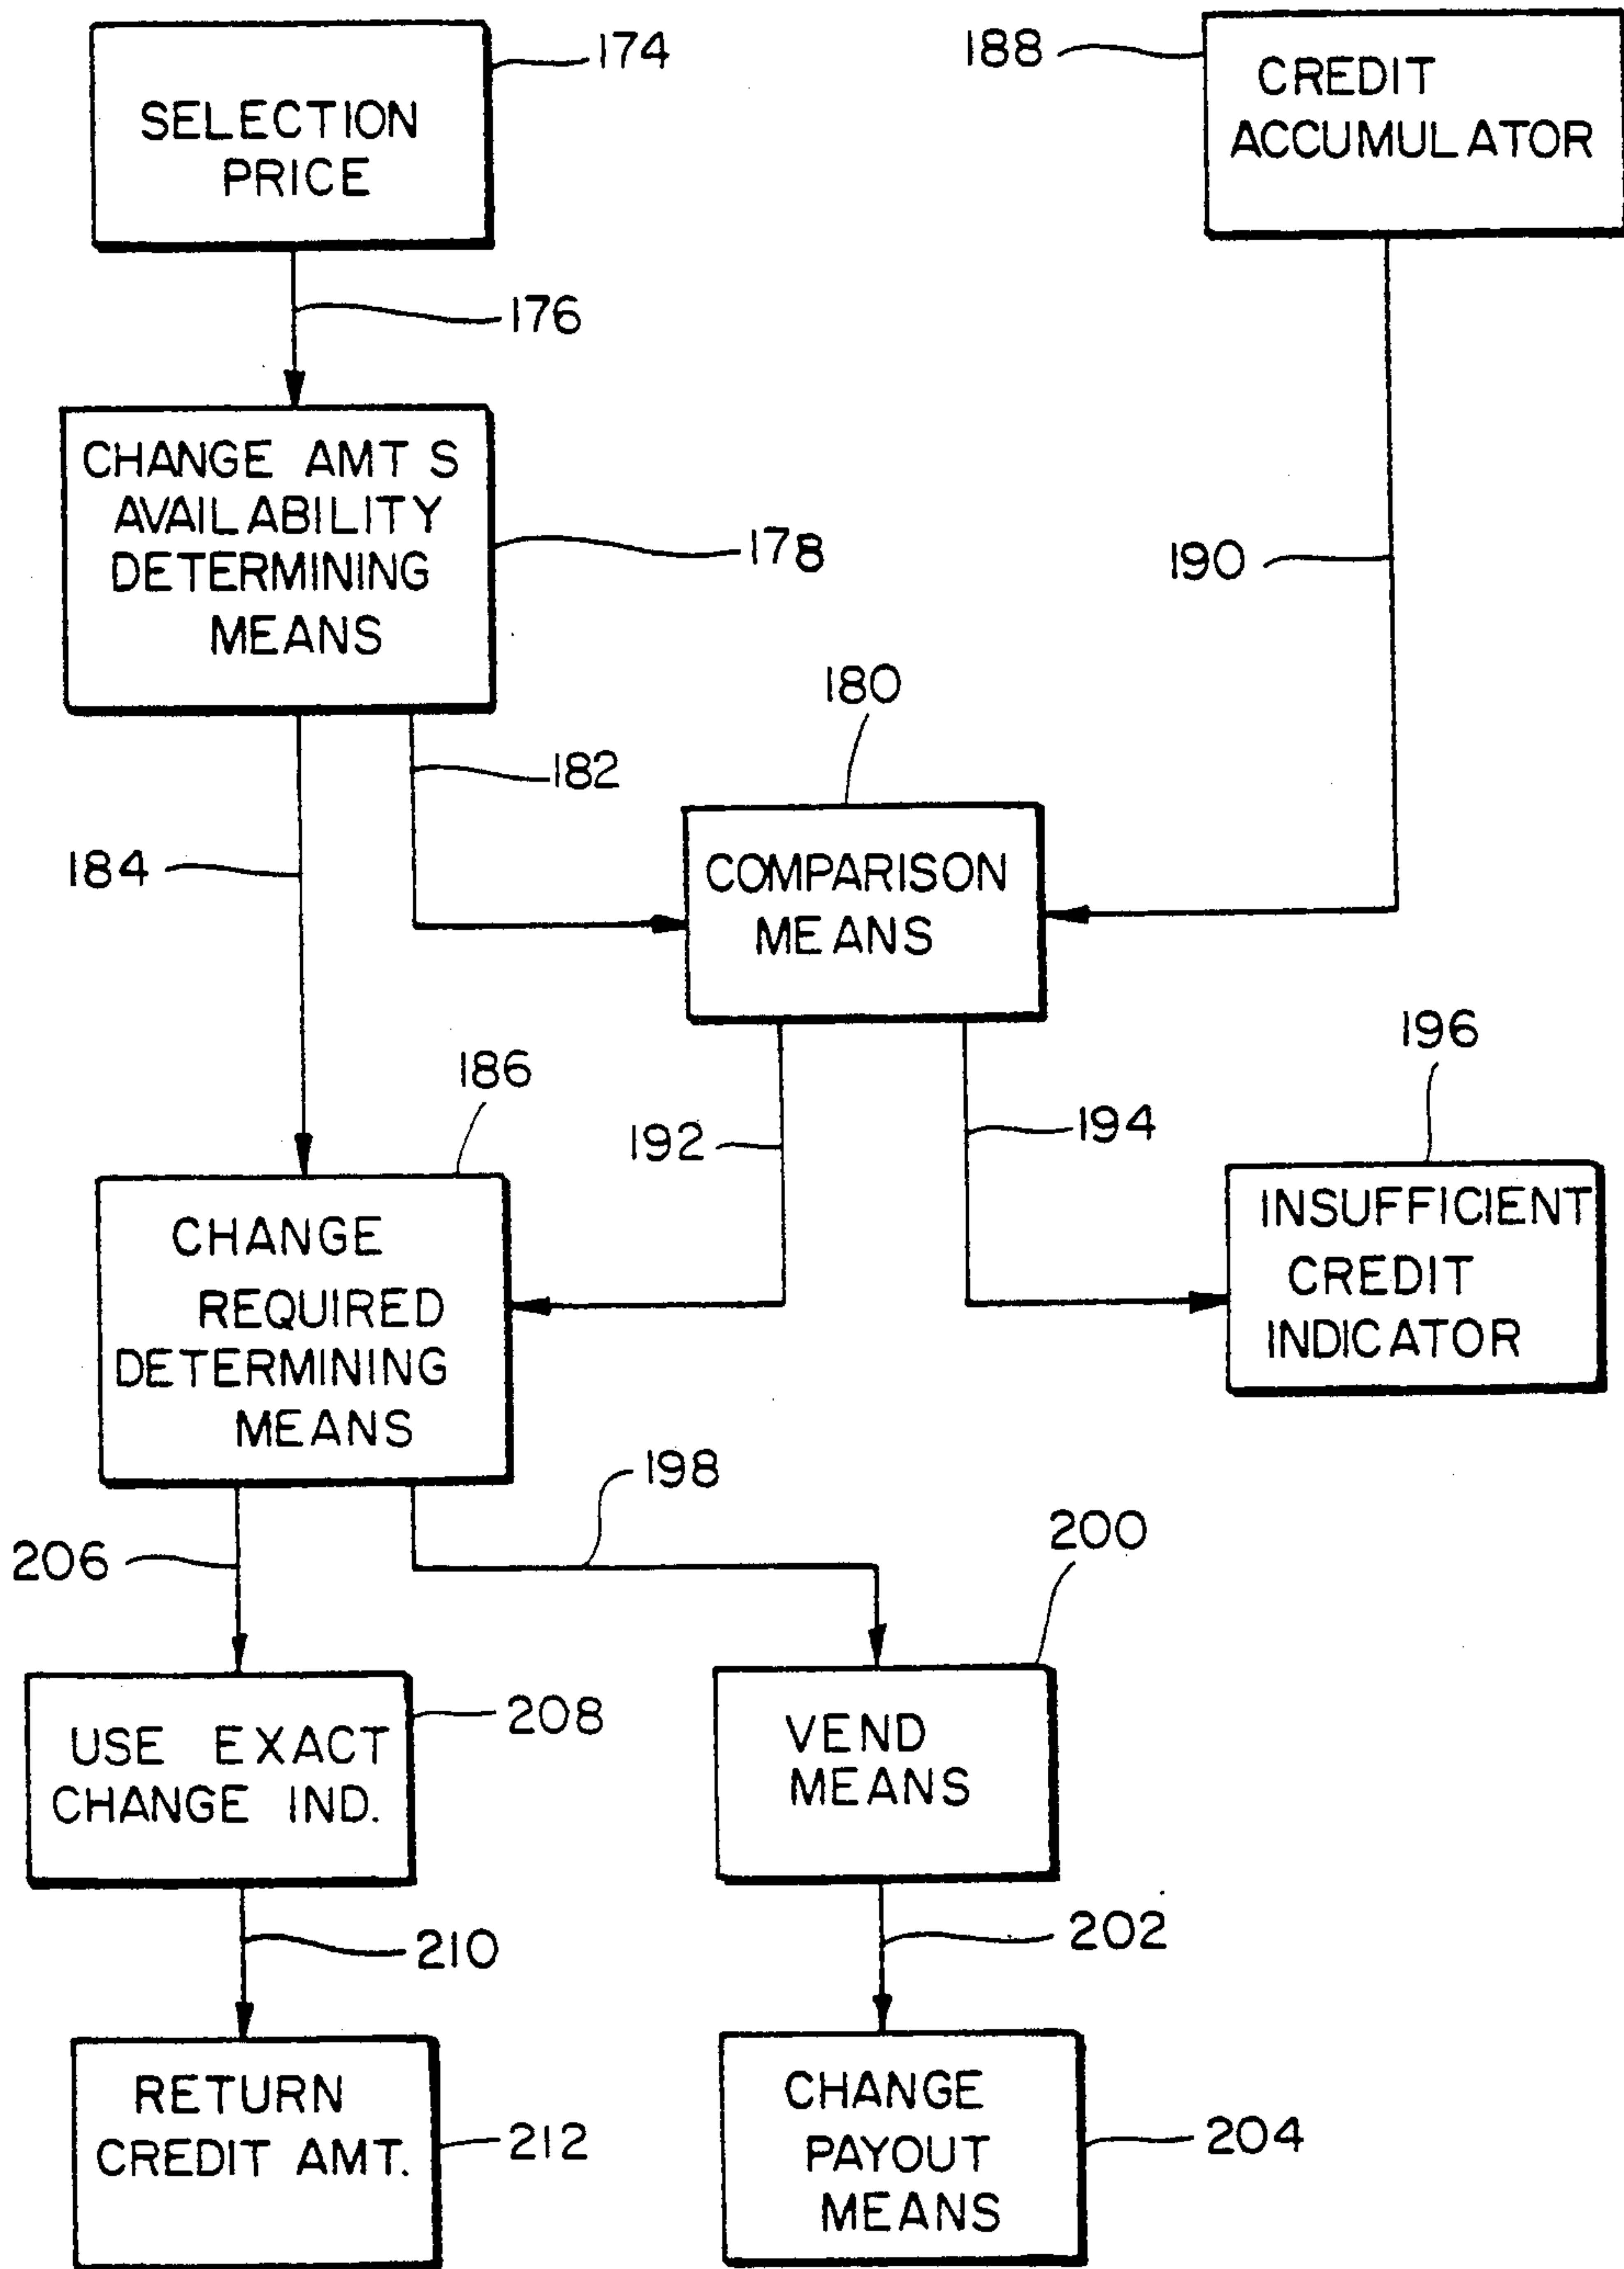 174
SELECTION
PRICE
188
CREDIT
ACCUMULATOR
176
CHANGE AMT S
AVAILABILITY
DETERMINING
MEANS
178
190
180
182
184
COMPARISON
MEANS
186
192
194
196
CHANGE
REQUIRED
DETERMINING
MEANS
INSUFFICIENT
CREDIT
INDICATOR
198
200
206
USE EXACT
CHANGE IND.
208
VEND
MEANS
210
202
RETURN
CREDIT AMT.
212
CHANGE
PAYOUT
MEANS
204